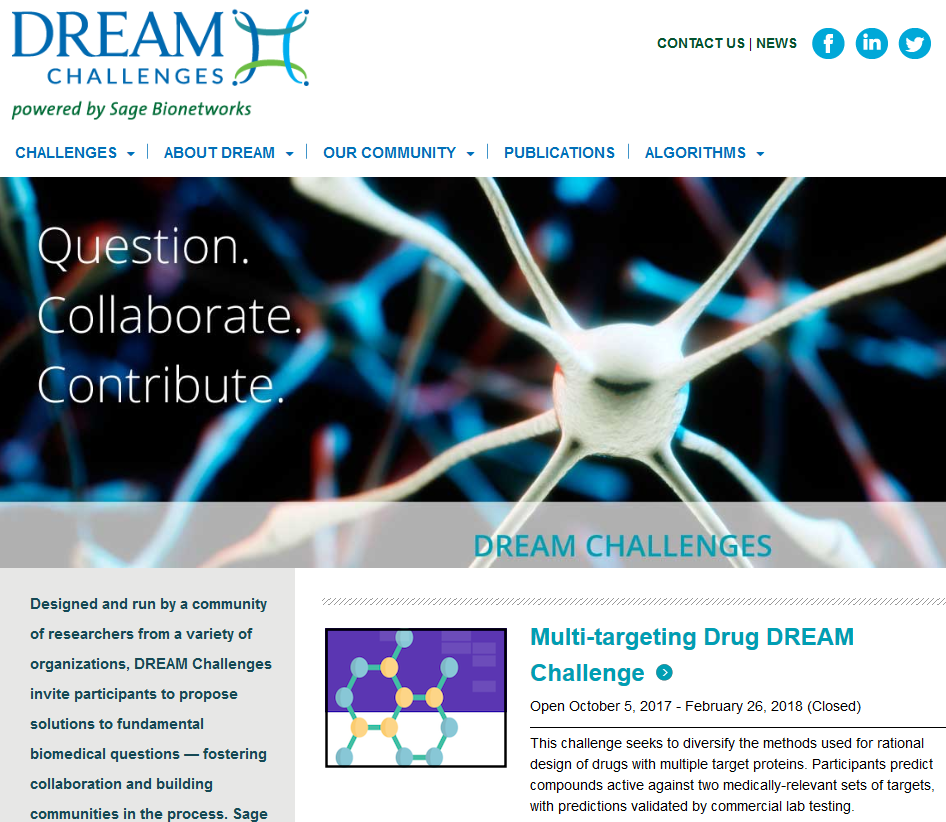 DREAM
CHALLENGES
powered by Sage Bionetworks
CONTACT US | NEWS
CHALLENGES | ABOUT DREAM | OUR COMMUNITY | PUBLICATIONS | ALGORITHMS
Question.
Collaborate.
Contribute.
DREAM CHALLENGES
Designed and run by a community
of researchers from a variety of
organizations, DREAM Challenges
invite participants to propose
solutions to fundamental
biomedical questions — fostering
collaboration and building
communities in the process. Sage
Multi-targeting Drug DREAM
Challenge
Open October 5, 2017 - February 26, 2018 (Closed)
This challenge seeks to diversify the methods used for rational
design of drugs with multiple target proteins. Participants predict
compounds active against two medically-relevant sets of targets,
with predictions validated by commercial lab testing.